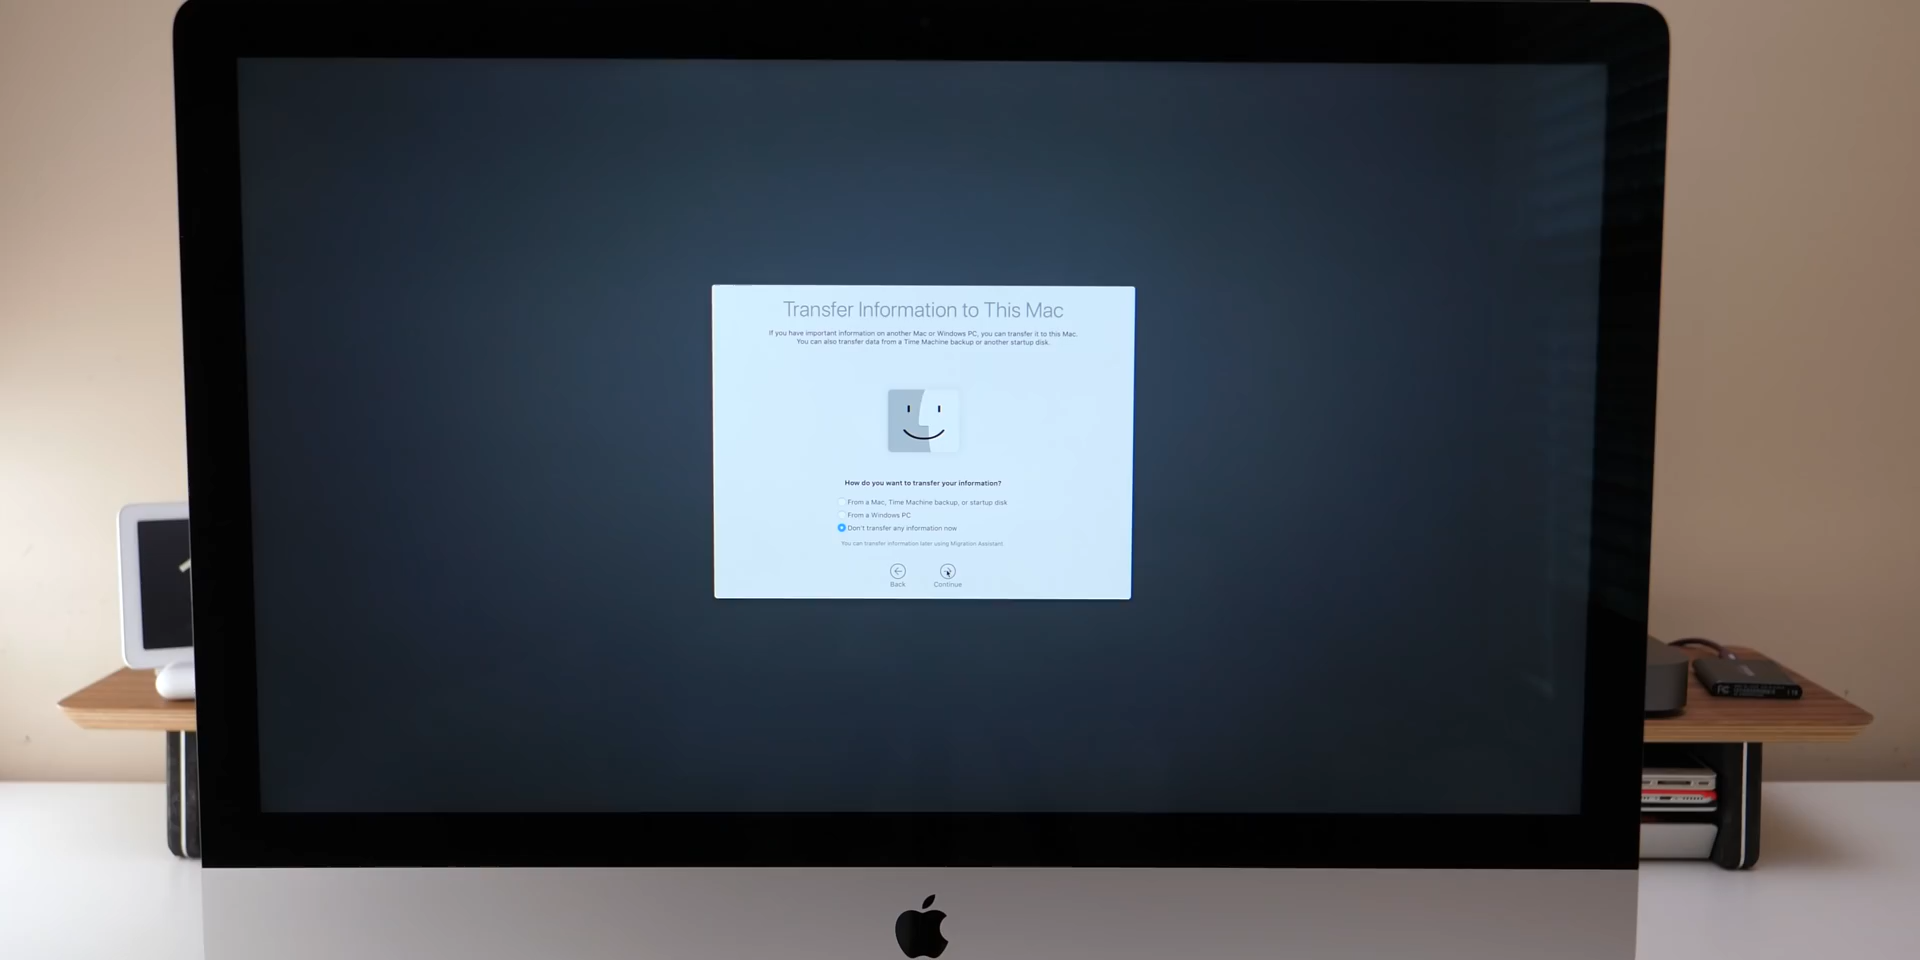 Transfer Information to This Mac
If you have important information on another Mac or Windows PC, you can transfer it to this Mac.
You can also transfer data from a Time Machine backup or another startup disk.
How do you want to transfer your information?
From a Mac, Time Machine backup, or startup disk
From a Windows PC
Don't transfer any information now
You can transfer information later using Migration Assistant.
Back
Continue